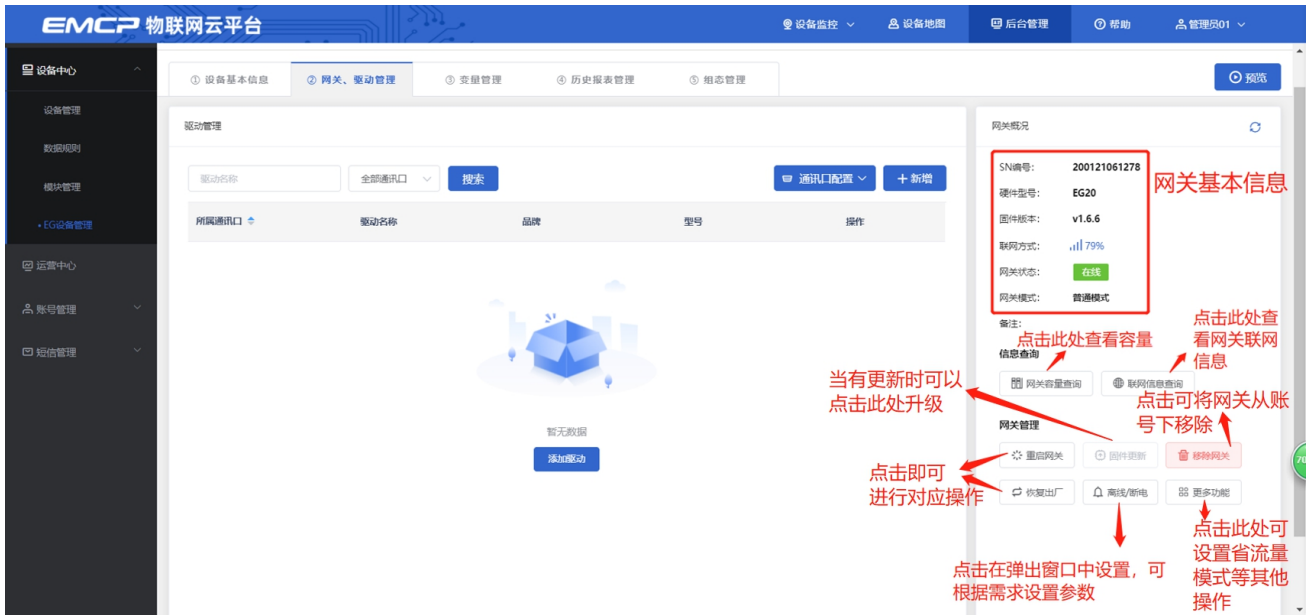 EMCP 物联网云平台
设备监控
设备地图
后台管理
帮助
管理员01
设备中心
设备管理
数据规则
模块管理
•EG设备管理
运营中心
账号管理
短信管理
① 设备基本信息
② 网关、驱动管理
③ 变量管理
④ 历史报表管理
⑤ 组态管理
预览
驱动管理
驱动名称
全部通讯口
搜索
通讯口配置
+ 新增
所属通讯口
驱动名称
品牌
型号
操作
暂无数据
添加驱动
网关概况
SN编号: 200121061278
硬件型号: EG20
固件版本: v1.6.6
联网方式: 79%
网关状态: 在线
网关模式: 普通模式
网关基本信息
备注:
点击此处查看容量
点击此处查
看网关联网
信息
信息查询
网关容量查询
联网信息查询
当有更新时可以
点击此处升级
点击可将网关从账
号下移除
网关管理
重启网关
固件更新
移除网关
点击即可
进行对应操作
恢复出厂
离线/断电
更多功能
点击在弹出窗口中设置，可
根据需求设置参数
点击此处可
设置省流量
模式等其他
操作
70